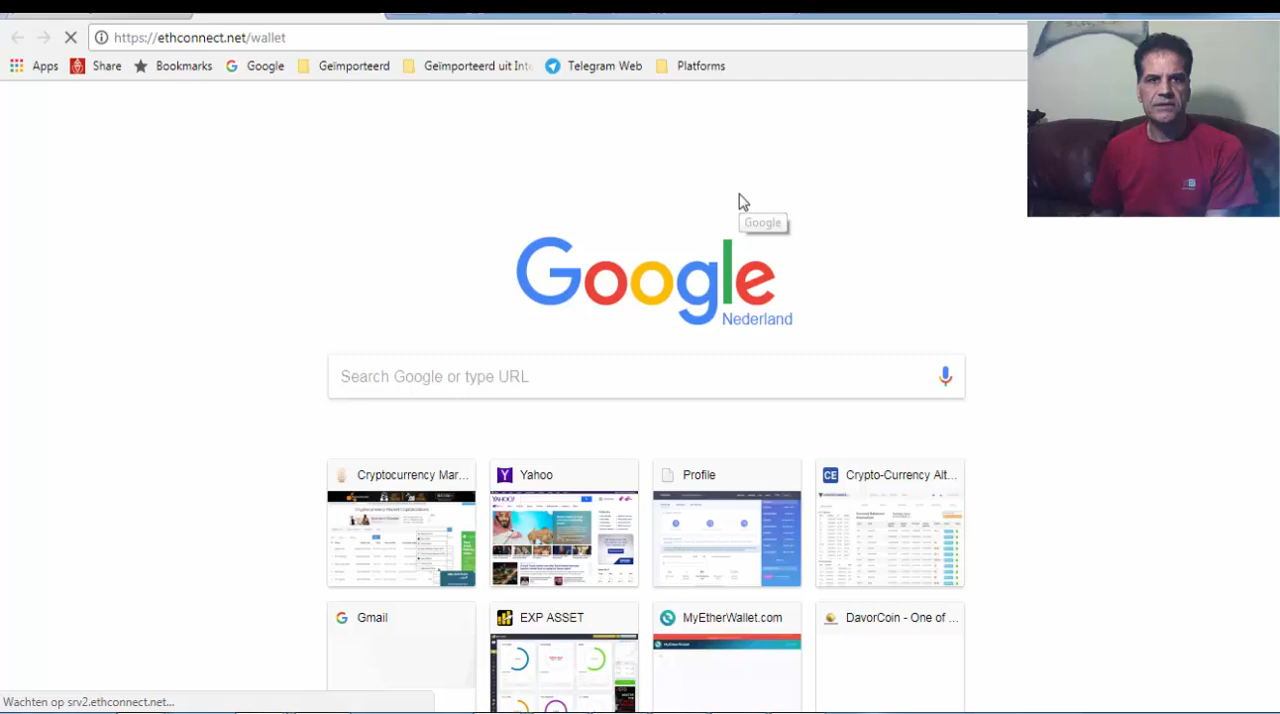 https://ethconnect.net/wallet
Apps Share Bookmarks Google Geïmporteerd Geïmporteerd uit Inte Telegram Web Platforms
Google
Google
Nederland
Search Google or type URL
Cryptocurrency Mar... Yahoo Profile CE Crypto-Currency Alt...
Gmail EXP ASSET MyEtherWallet.com DavorCoin - One of ...
Wachten op srv2.ethconnect.net...